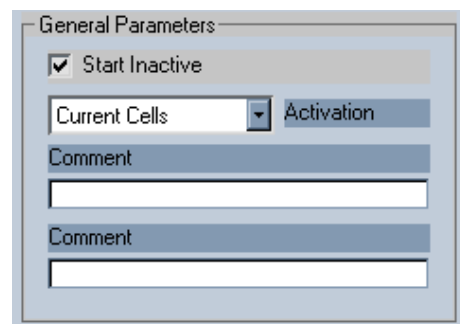 General Parameters
Start Inactive
Current Cells Activation
Comment
Comment